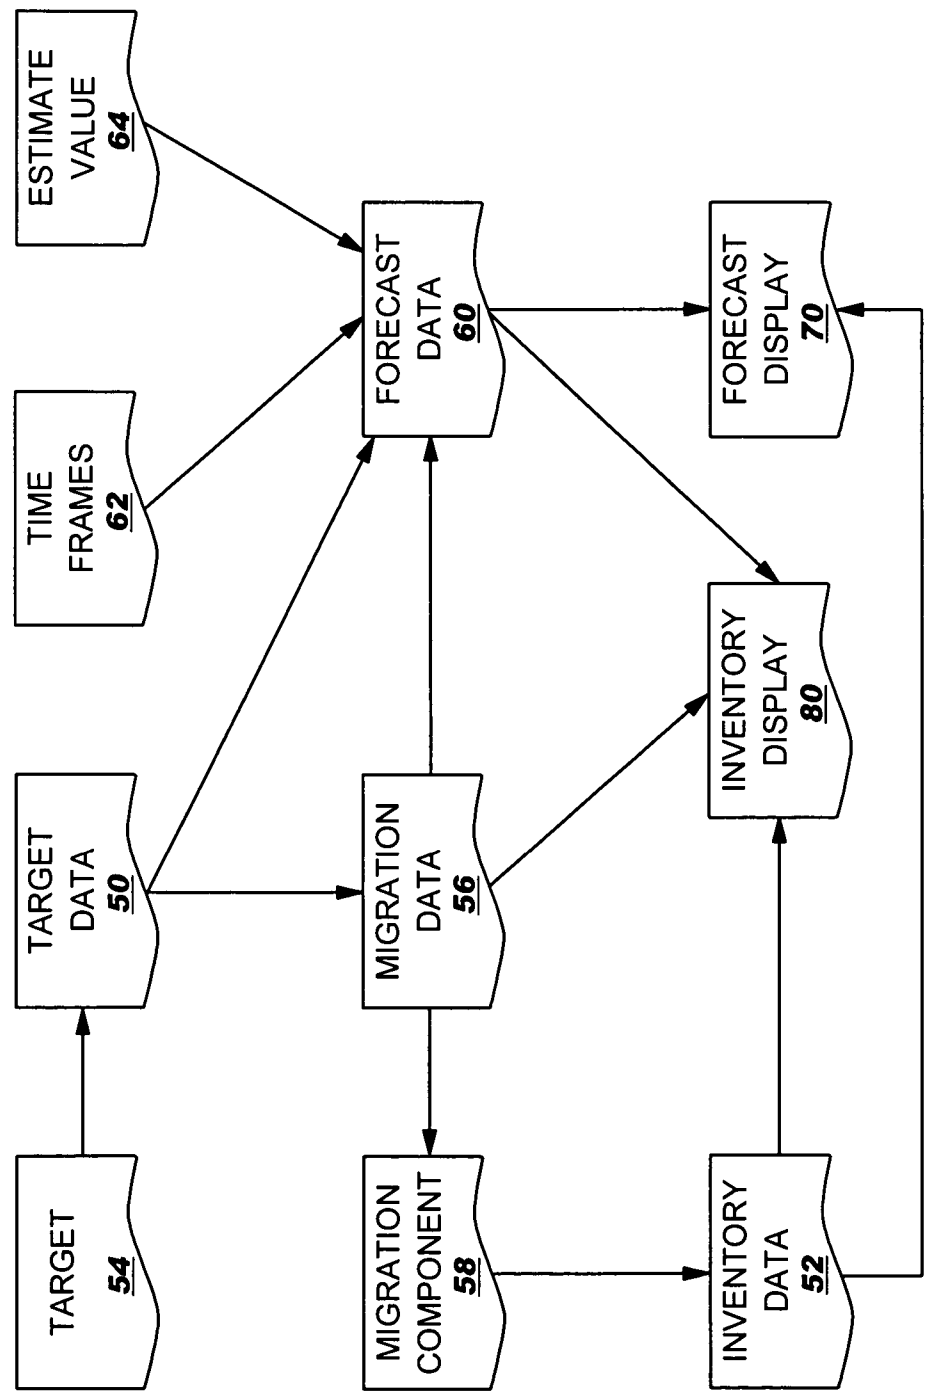 TARGET
54
TARGET
DATA
50
TIME
FRAMES
62
ESTIMATE
VALUE
64
MIGRATION
COMPONENT
58
MIGRATION
DATA
56
FORECAST
DATA
60
INVENTORY
DATA
52
INVENTORY
DISPLAY
80
FORECAST
DISPLAY
70